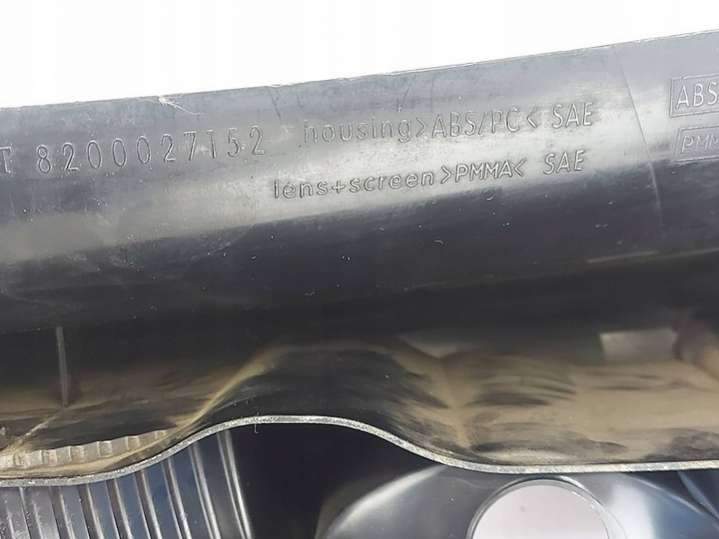 T 8200027152 housing>ABS/PC< SAE
lens+screen>PMMA< SAE
ABS
PMM